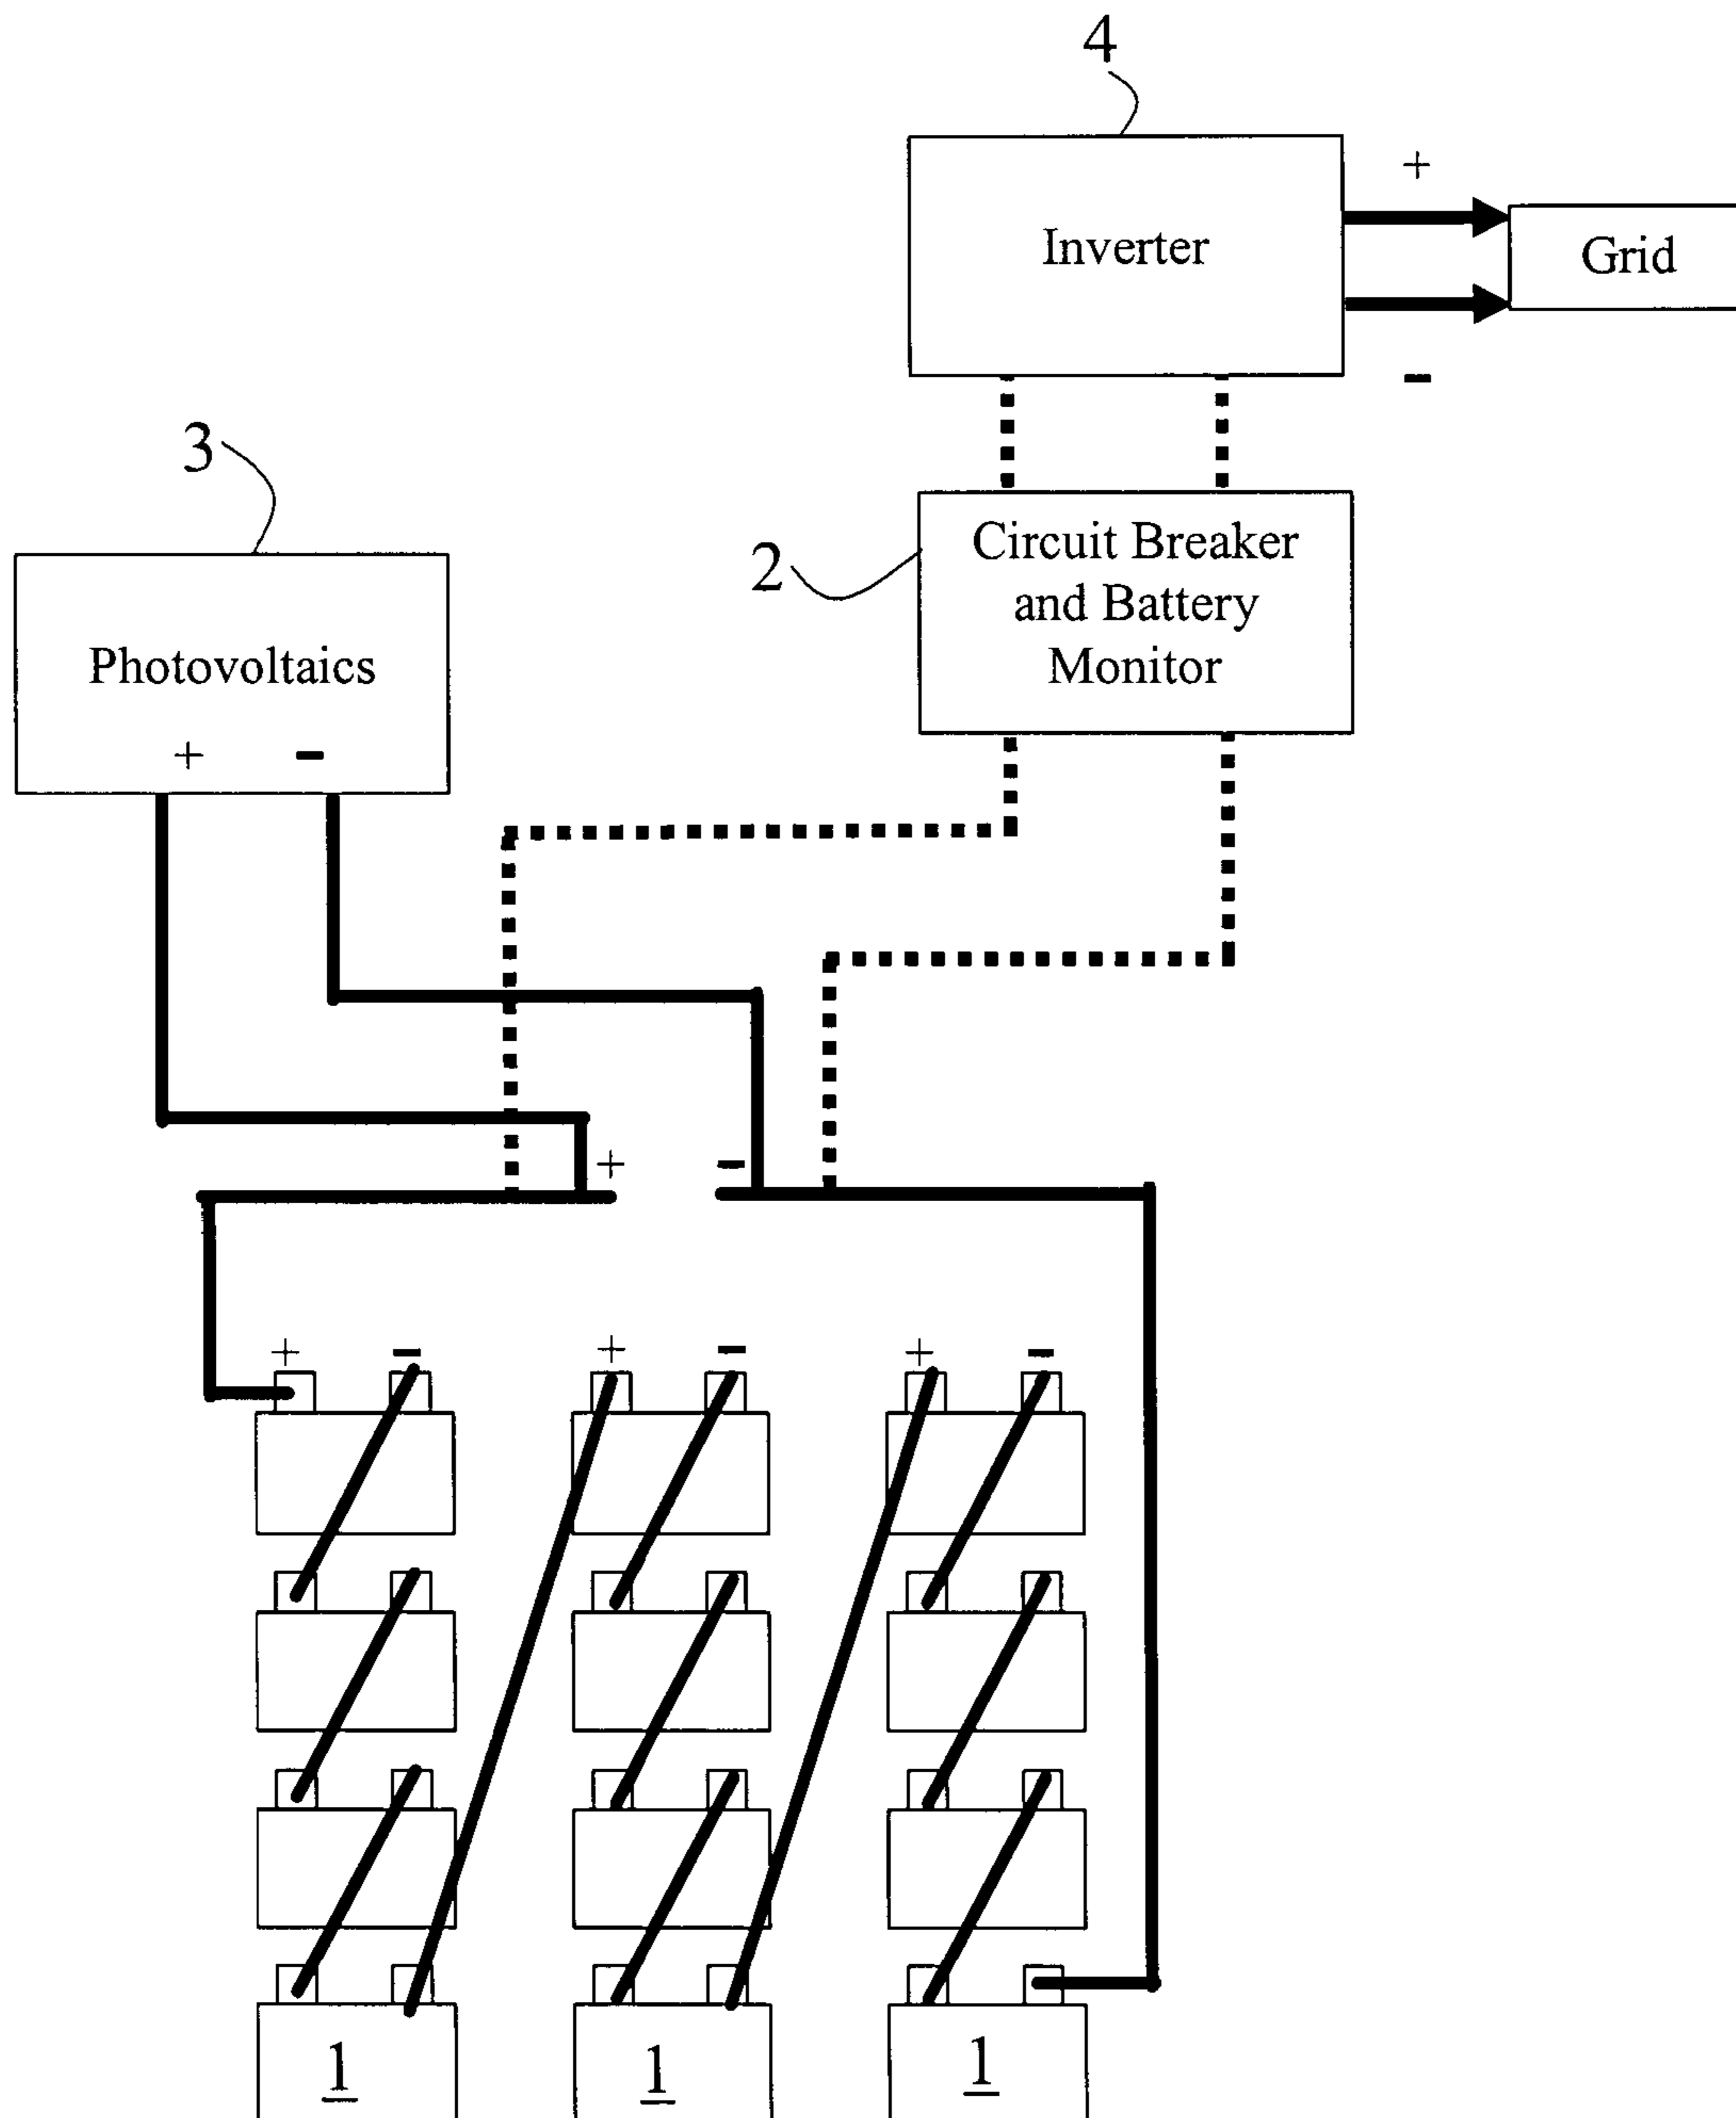 4
+
Inverter
Grid
-
3
2
Circuit Breaker
and Battery
Monitor
Photovoltaics
+ -
+ -
+ - + - + -
1 1 1